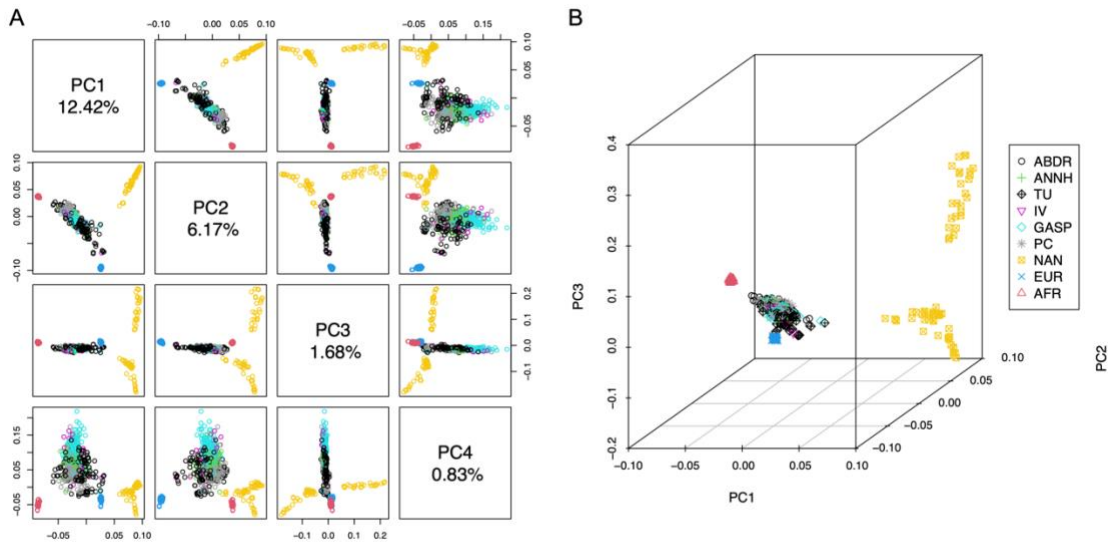 A
−0.10 0.00 0.10
−0.05 0.05 0.15
PC1
12.42%
0.10
0.05
−0.05
0.10
0.05
0.00
−0.10
PC2
6.17%
PC3
1.68%
0.2
0.1
0.0
−0.1
0.15
0.05
−0.05
PC4
0.83%
−0.05 0.05 0.10
−0.1 0.0 0.1 0.2
B
0.4
0.3
0.2
0.1
0.0
−0.1
−0.2
PC3
−0.10 −0.05 0.00 0.05 0.10
PC1
−0.10
−0.05
0.00
0.05
0.10
PC2
ABDR
ANNH
TU
IV
GASP
PC
NAN
EUR
AFR